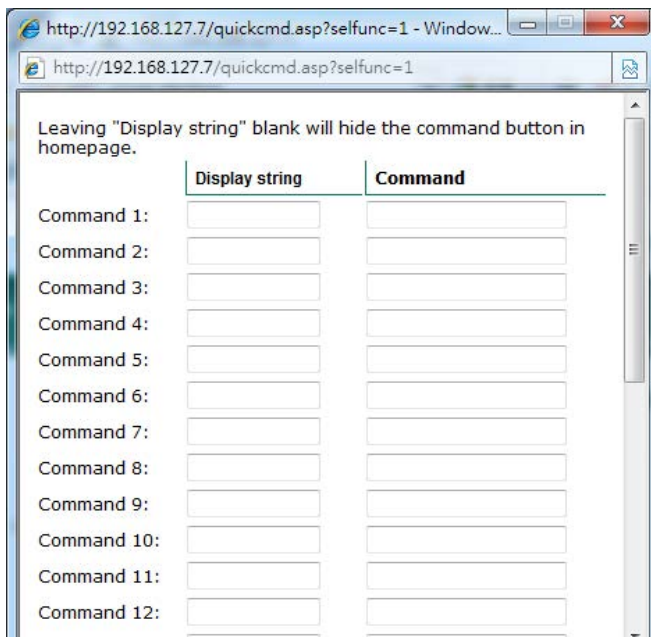 http://192.168.127.7/quickcmd.asp?selfunc=1 - Window...
http://192.168.127.7/quickcmd.asp?selfunc=1
Leaving "Display string" blank will hide the command button in
homepage.
Display string Command
Command 1:
Command 2:
Command 3:
Command 4:
Command 5:
Command 6:
Command 7:
Command 8:
Command 9:
Command 10:
Command 11:
Command 12: